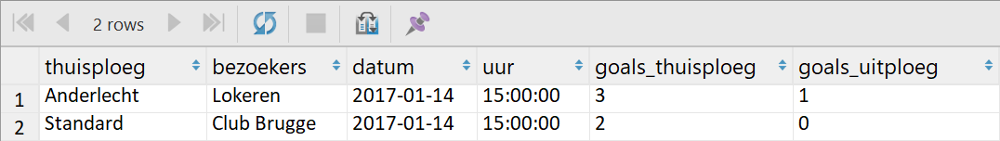 2 rows
thuisploeg bezoekers datum uur goals_thuisploeg goals_uitploeg
1 Anderlecht Lokeren 2017-01-14 15:00:00 3 1
2 Standard Club Brugge 2017-01-14 15:00:00 2 0